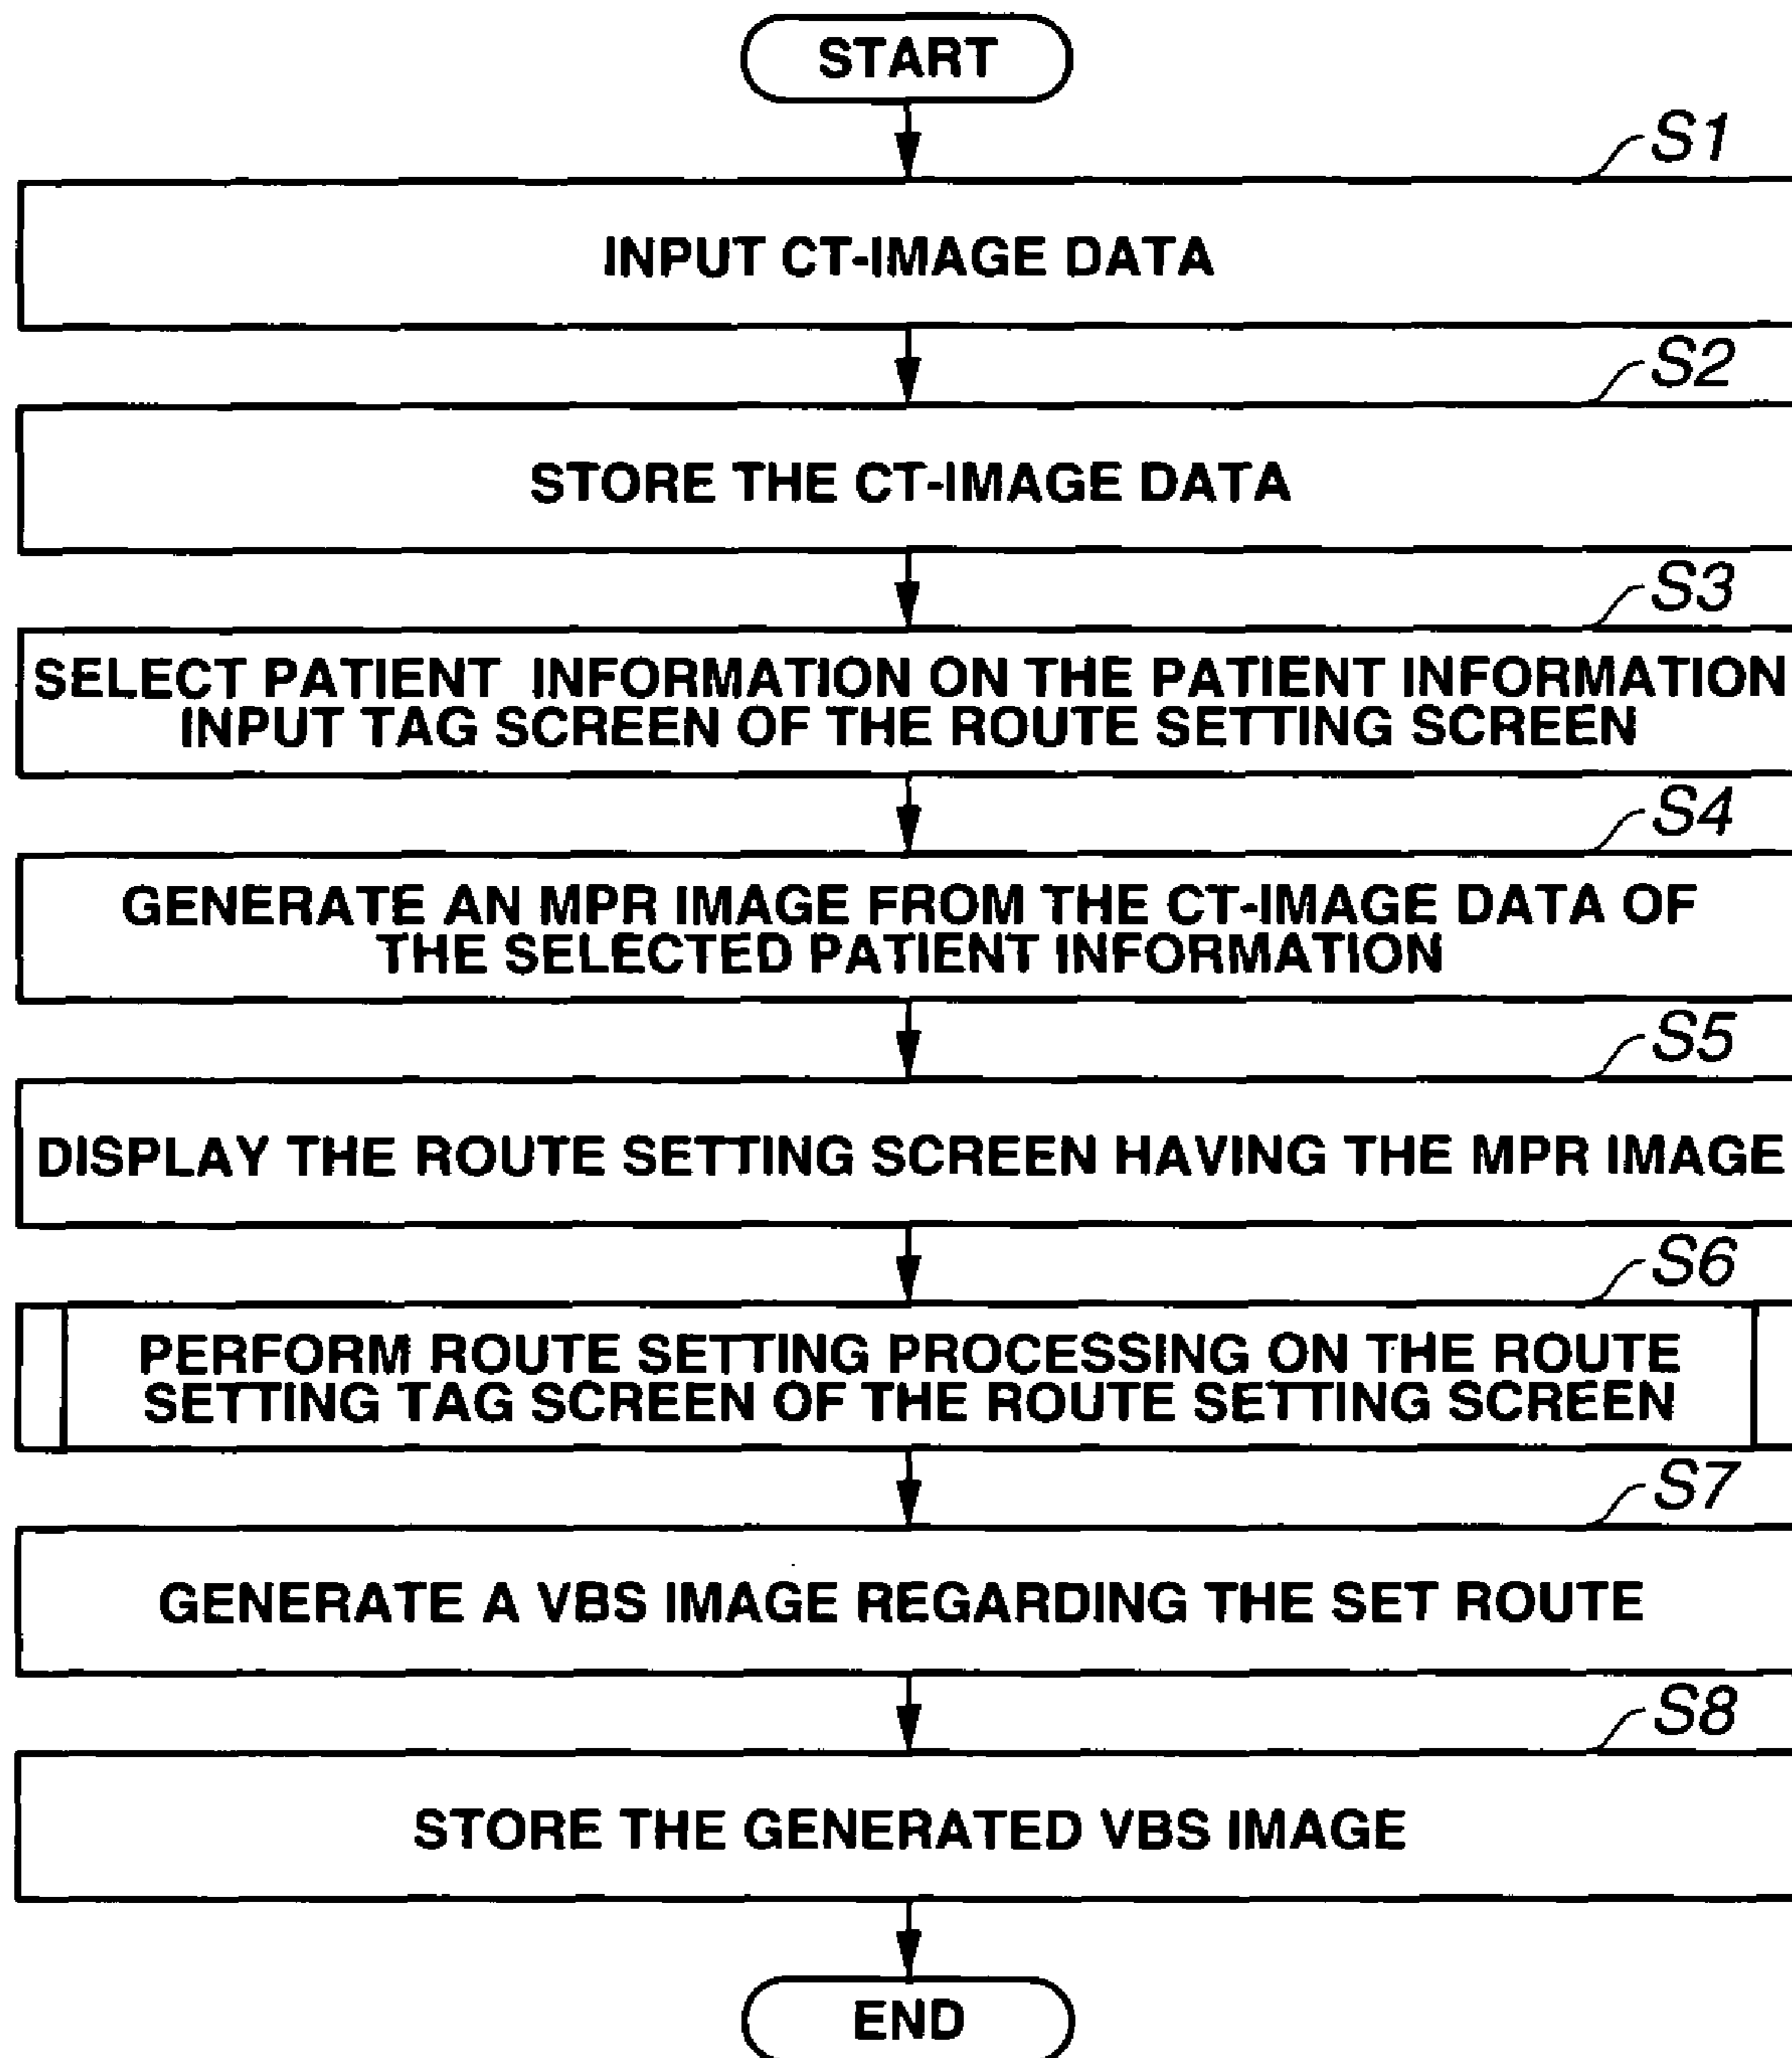 START
S1
INPUT CT-IMAGE DATA
S2
STORE THE CT-IMAGE DATA
S3
SELECT PATIENT INFORMATION ON THE PATIENT INFORMATION
INPUT TAG SCREEN OF THE ROUTE SETTING SCREEN
S4
GENERATE AN MPR IMAGE FROM THE CT-IMAGE DATA OF
THE SELECTED PATIENT INFORMATION
S5
DISPLAY THE ROUTE SETTING SCREEN HAVING THE MPR IMAGE
S6
PERFORM ROUTE SETTING PROCESSING ON THE ROUTE
SETTING TAG SCREEN OF THE ROUTE SETTING SCREEN
S7
GENERATE A VBS IMAGE REGARDING THE SET ROUTE
S8
STORE THE GENERATED VBS IMAGE
END